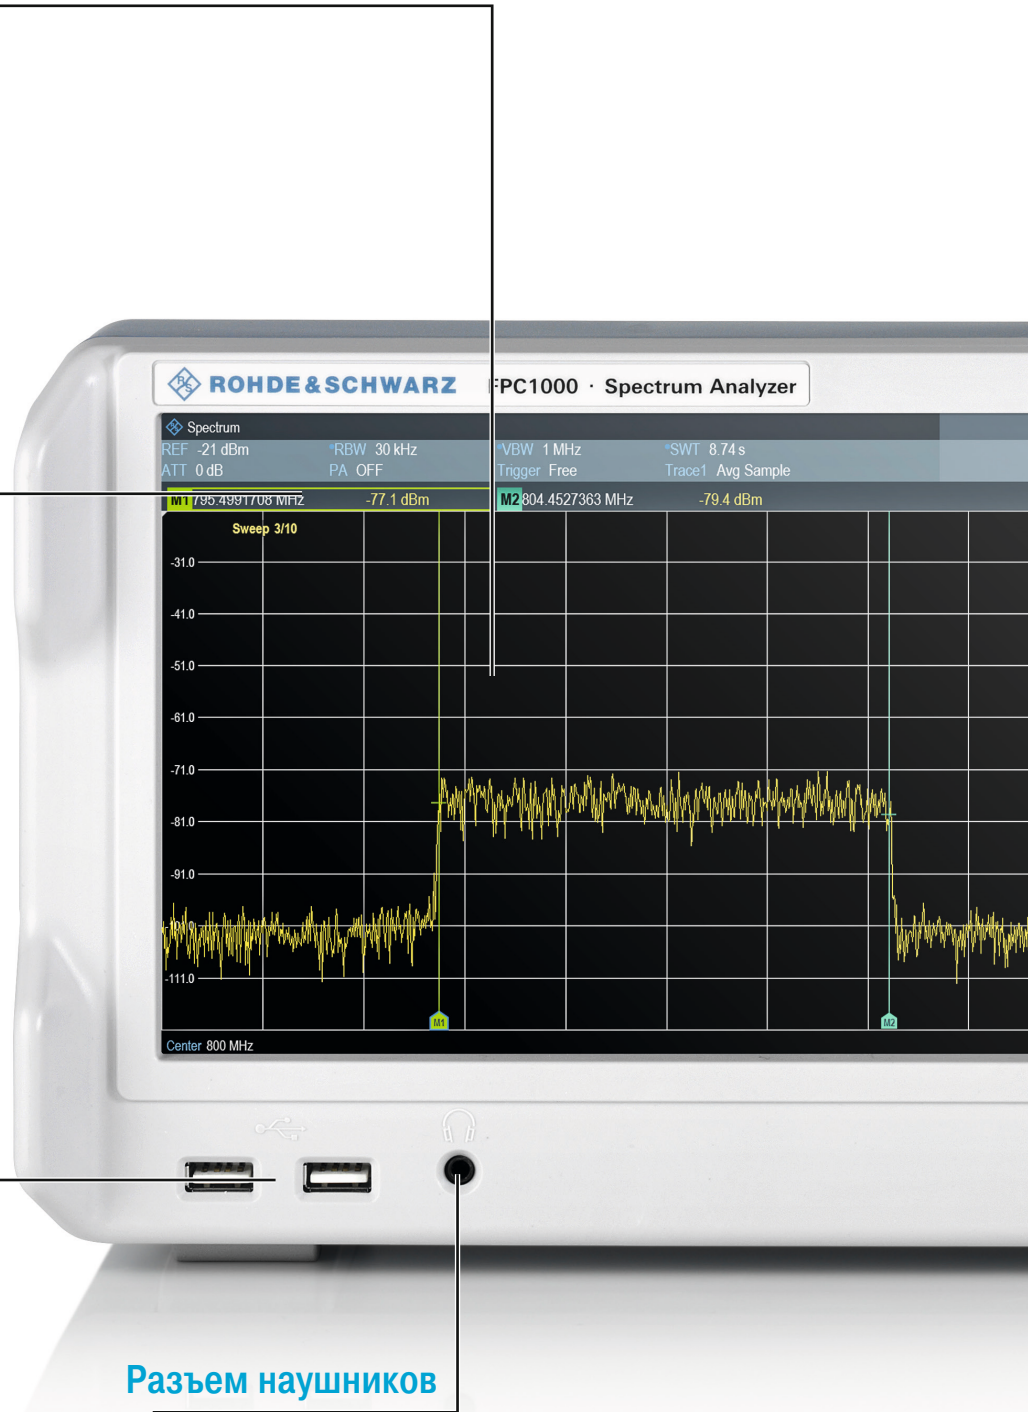 ROHDE&SCHWARZ FPC1000 · Spectrum Analyzer
Spectrum
REF -21 dBm °RBW 30 kHz °VBW 1 MHz °SWT 8.74 s
ATT 0 dB PA OFF Trigger Free Trace1 Avg Sample
M1 795.4991708 MHz -77.1 dBm M2 804.4527363 MHz -79.4 dBm
Sweep 3/10
-31.0
-41.0
-51.0
-61.0
-71.0
-81.0
-91.0
-111.0
M1 M2
Center 800 MHz
Разъем наушников